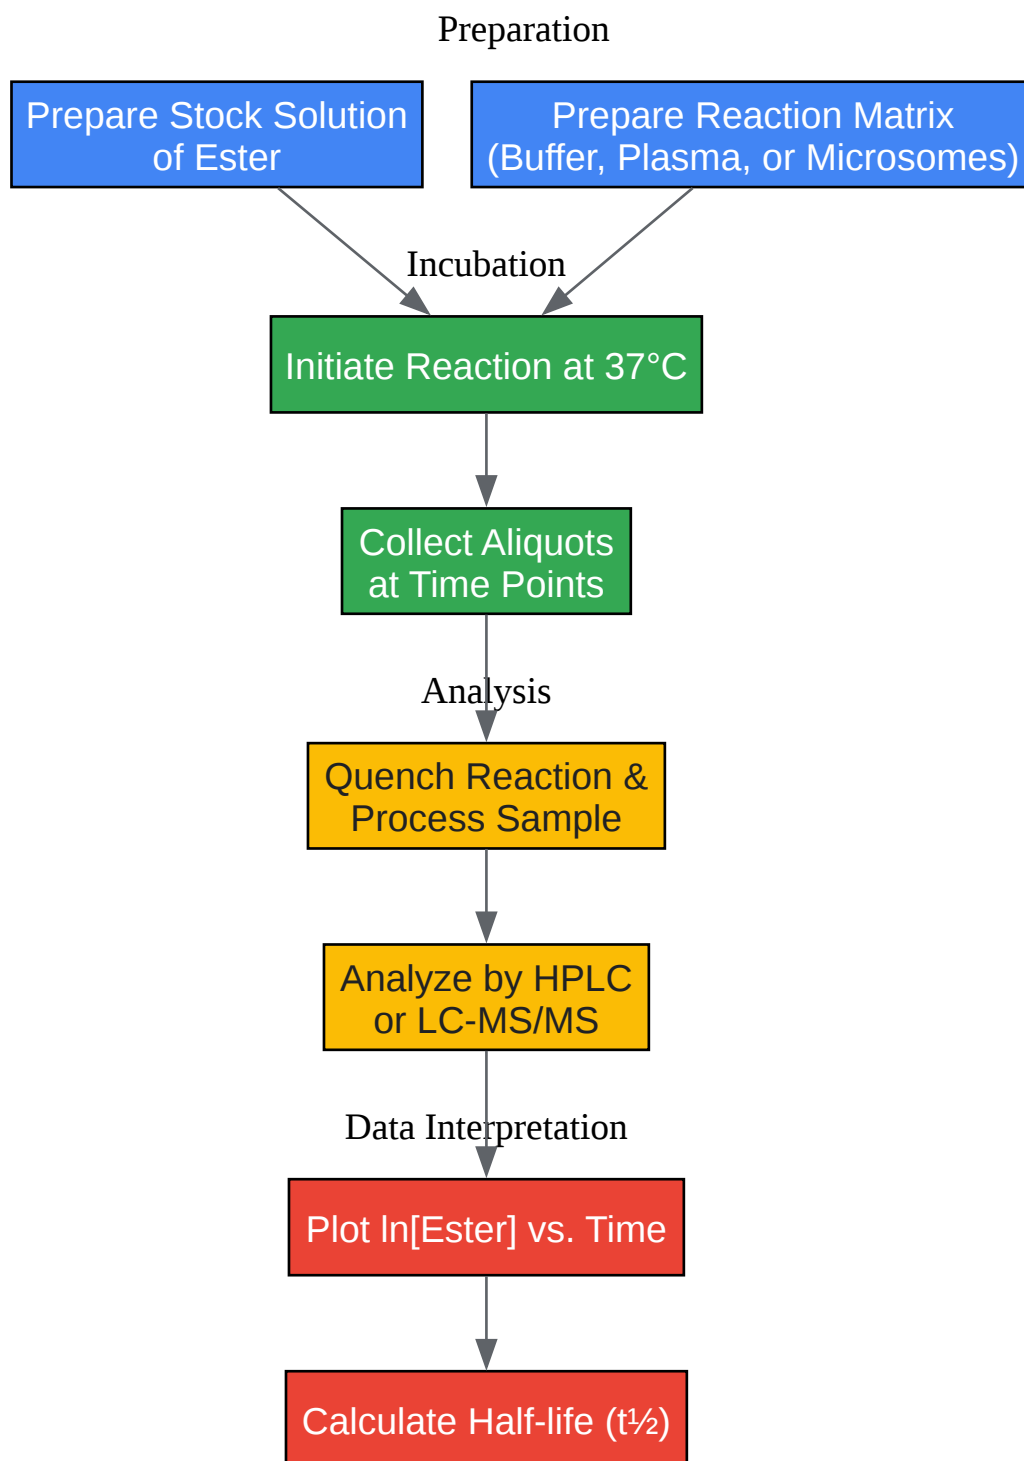 Preparation
Prepare Stock Solution
of Ester
Prepare Reaction Matrix
(Buffer, Plasma, or Microsomes)
Incubation
Initiate Reaction at 37°C
Collect Aliquots
at Time Points
Analysis
Quench Reaction &
Process Sample
Analyze by HPLC
or LC-MS/MS
Data Interpretation
Plot ln[Ester] vs. Time
Calculate Half-life (t½)